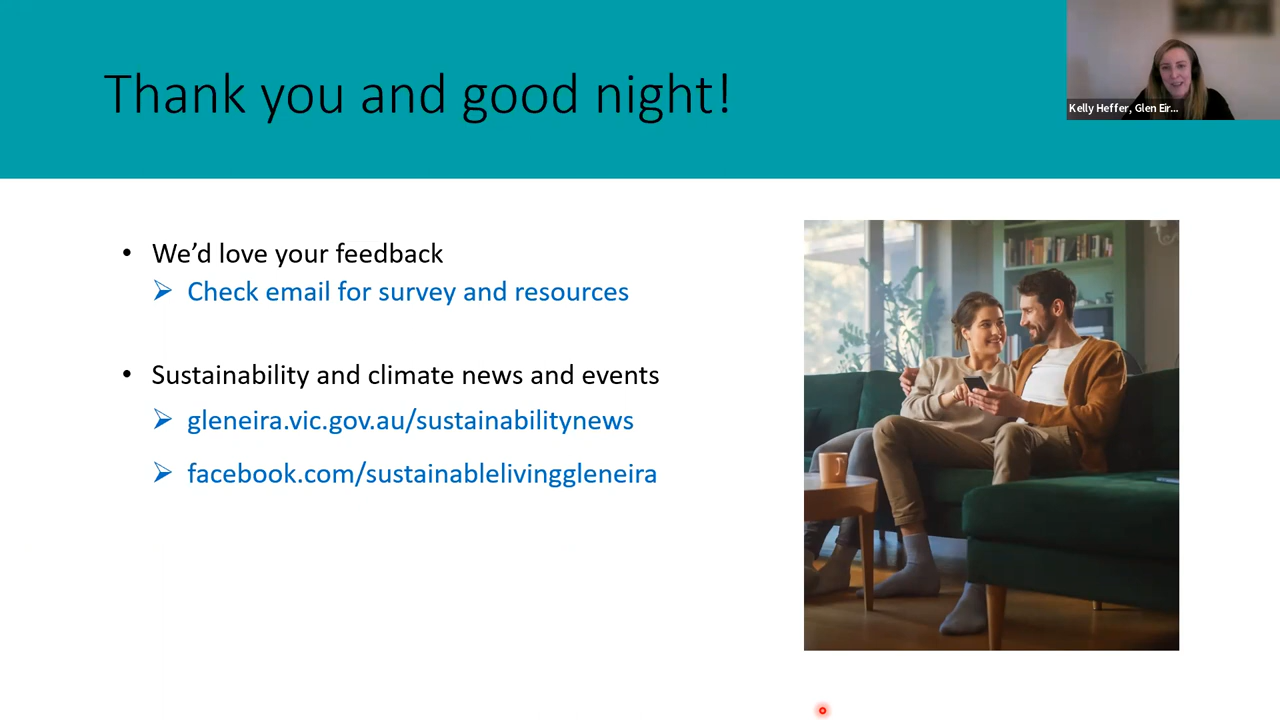 Thank you and good night!
Kelly Heffer, Glen Eir...
• We’d love your feedback
➢ Check email for survey and resources
• Sustainability and climate news and events
➢ gleneira.vic.gov.au/sustainabilitynews
➢ facebook.com/sustainablelivinggleneira